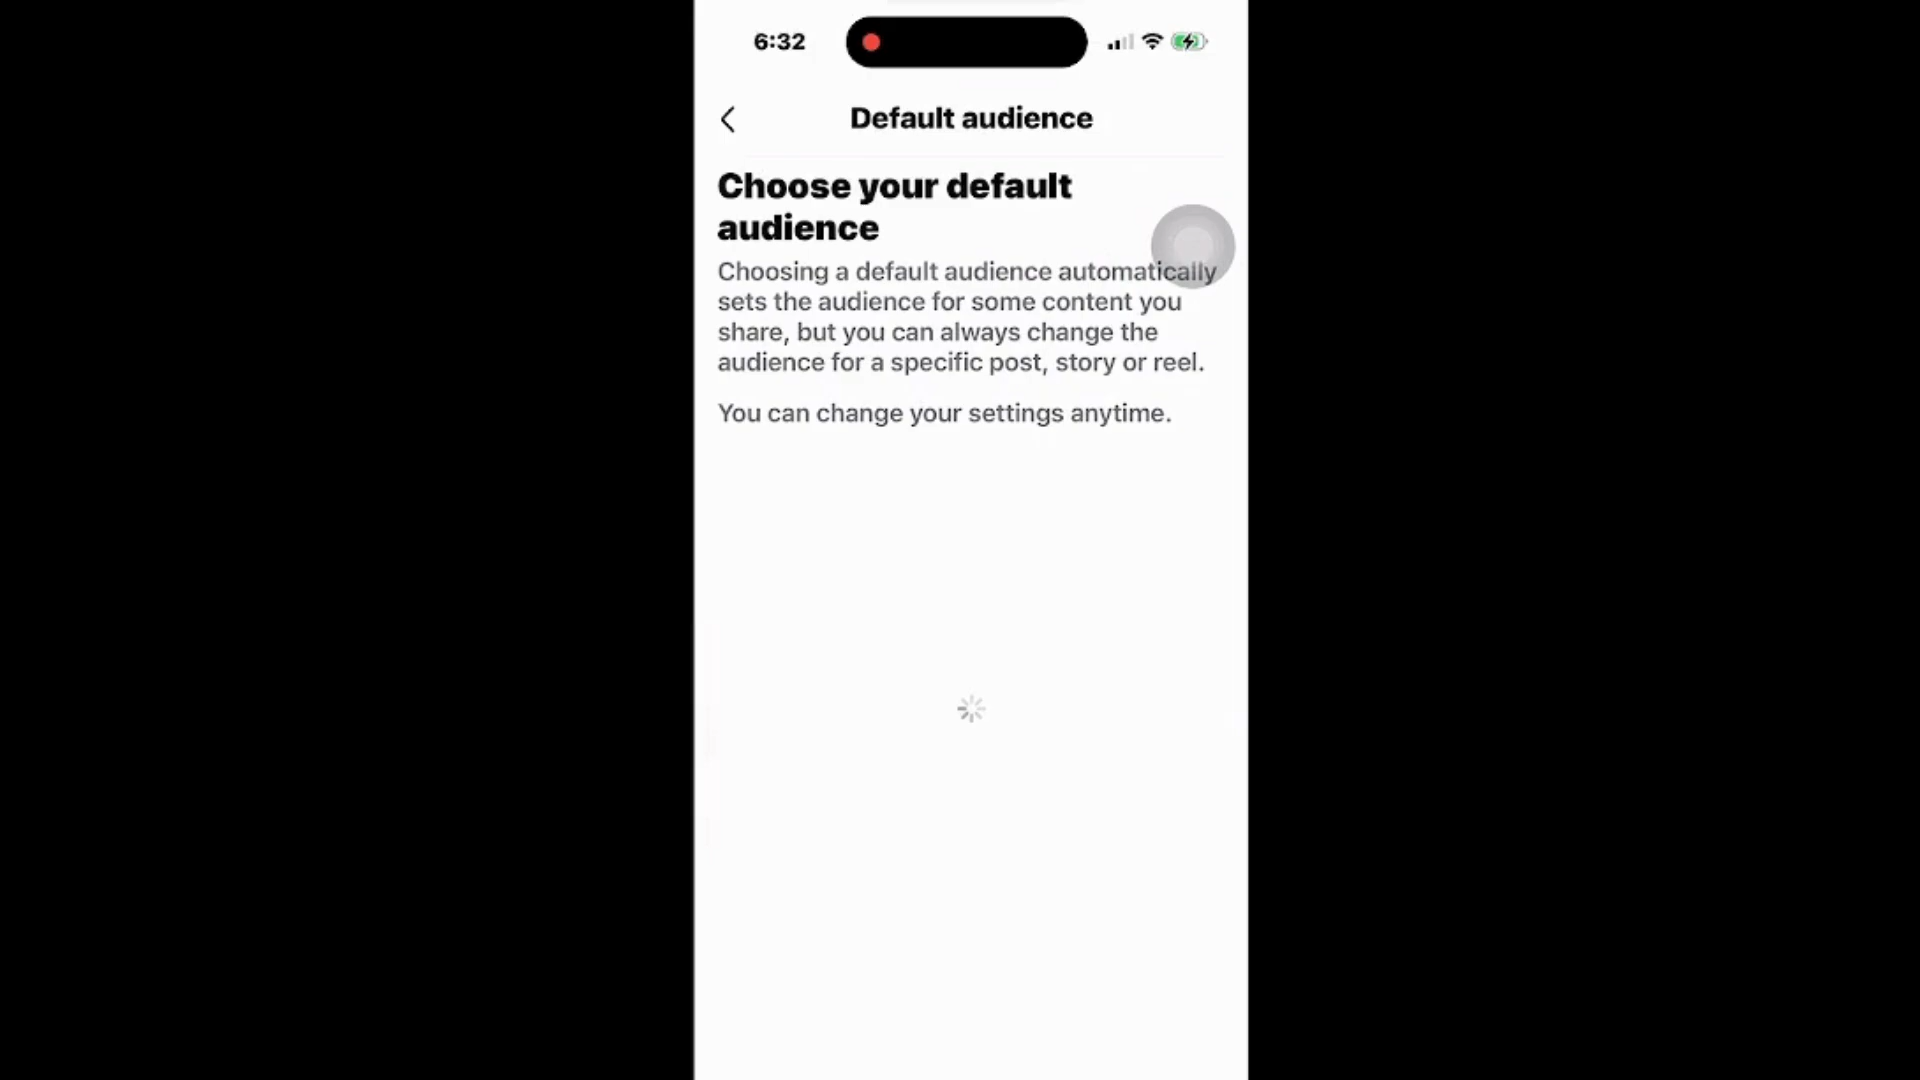 6:32
Default audience
Choose your default
audience
Choosing a default audience automatically
sets the audience for some content you
share, but you can always change the
audience for a specific post, story or reel.
You can change your settings anytime.